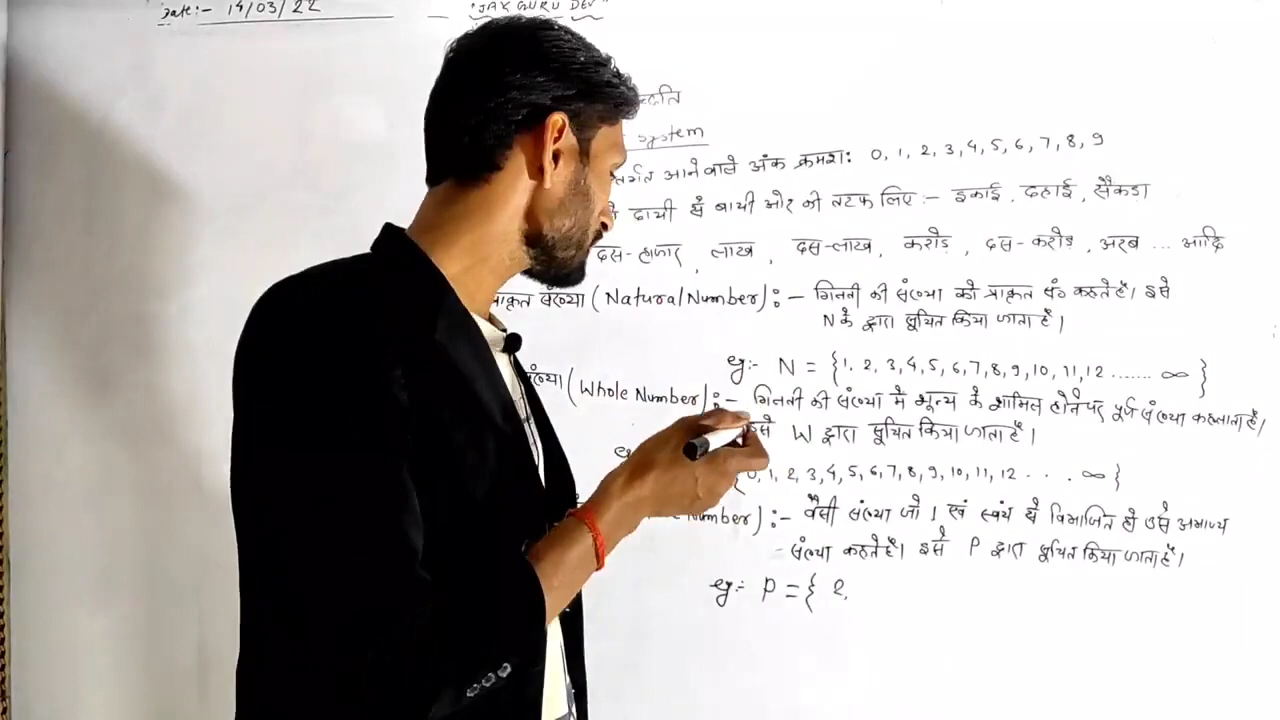 Date:- 14/03/22 "JAY GURU DEV"
system
आनेवाले अंक क्रमश: 0, 1, 2, 3, 4, 5, 6, 7, 8, 9
दायी से बायी ओर की तरफ लिए:- इकाई, दहाई, सैकडा
दस-हजार, लाख, दस-लाख, करोड़, दस-करोड़, अरब ... आदि
संख्या (Natural Number):- गिनती की संख्या को प्राकृत सं० कहते हैं। इसे
N के द्वारा सूचित किया जाता है।
eg:- N = {1, 2, 3, 4, 5, 6, 7, 8, 9, 10, 11, 12 ....... ∞ }
(Whole Number):- गिनती की संख्या में शून्य के शामिल होने पर पूर्ण संख्या कहलाता है,
इसे W द्वारा सूचित किया जाता है।
0, 1, 2, 3, 4, 5, 6, 7, 8, 9, 10, 11, 12 . . . ∞ }
Number):- वैसी संख्या जो 1 एवं स्वंय से विभाजित हो उसे अभाज्य
संख्या कहते हैं। इसे P द्वारा सूचित किया जाता है।
eg:- P = { 2,